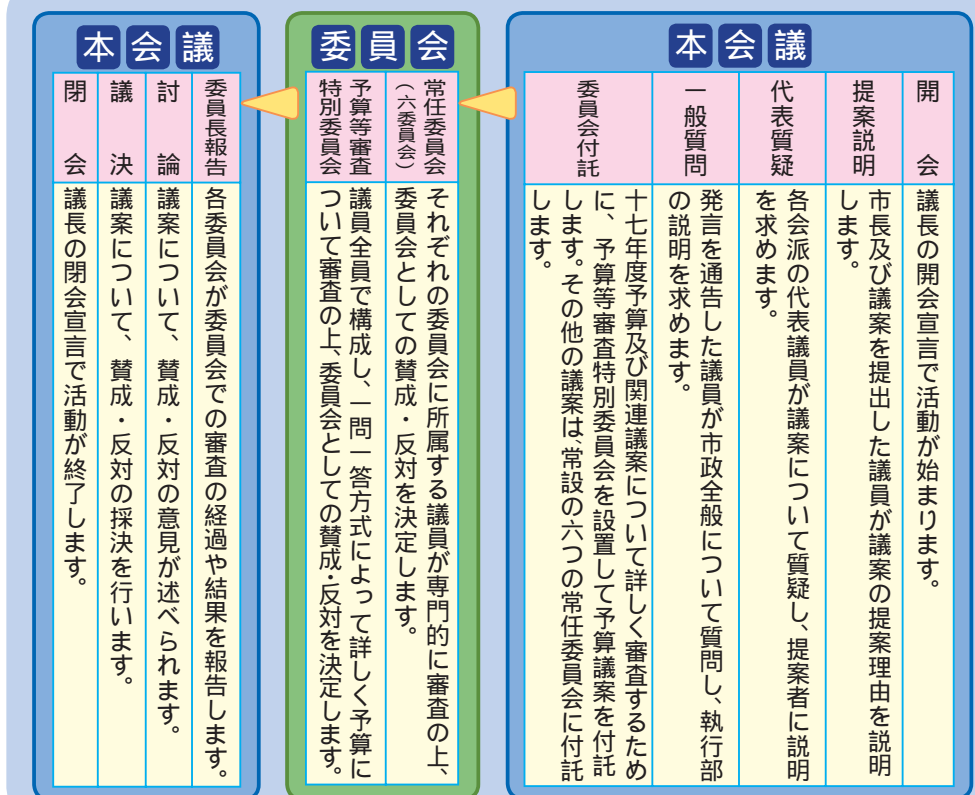 本会議
開会
議長の開会宣言で活動が始まります。
提案説明
市長及び議案を提出した議員が議案の提案理由を説明
します。
代表質疑
各会派の代表議員が議案について質疑し、提案者に説明
を求めます。
一般質問
発言を通告した議員が市政全般について質問し、執行部
の説明を求めます。
委員会付託
十七年度予算及び関連議案について詳しく審査するため
に、予算等審査特別委員会を設置して予算議案を付託
します。その他の議案は、常設の六つの常任委員会に付託
します。
委員会
常任委員会
（六委員会）
それぞれの委員会に所属する議員が専門的に審査の上、
委員会としての賛成・反対を決定します。
予算等審査
特別委員会
議員全員で構成し、一問一答方式によって詳しく予算に
ついて審査の上、委員会としての賛成・反対を決定します。
本会議
委員長報告
各委員会が委員会での審査の経過や結果を報告します。
討論
議案について、賛成・反対の意見が述べられます。
議決
議案について、賛成・反対の採決を行います。
閉会
議長の閉会宣言で活動が終了します。